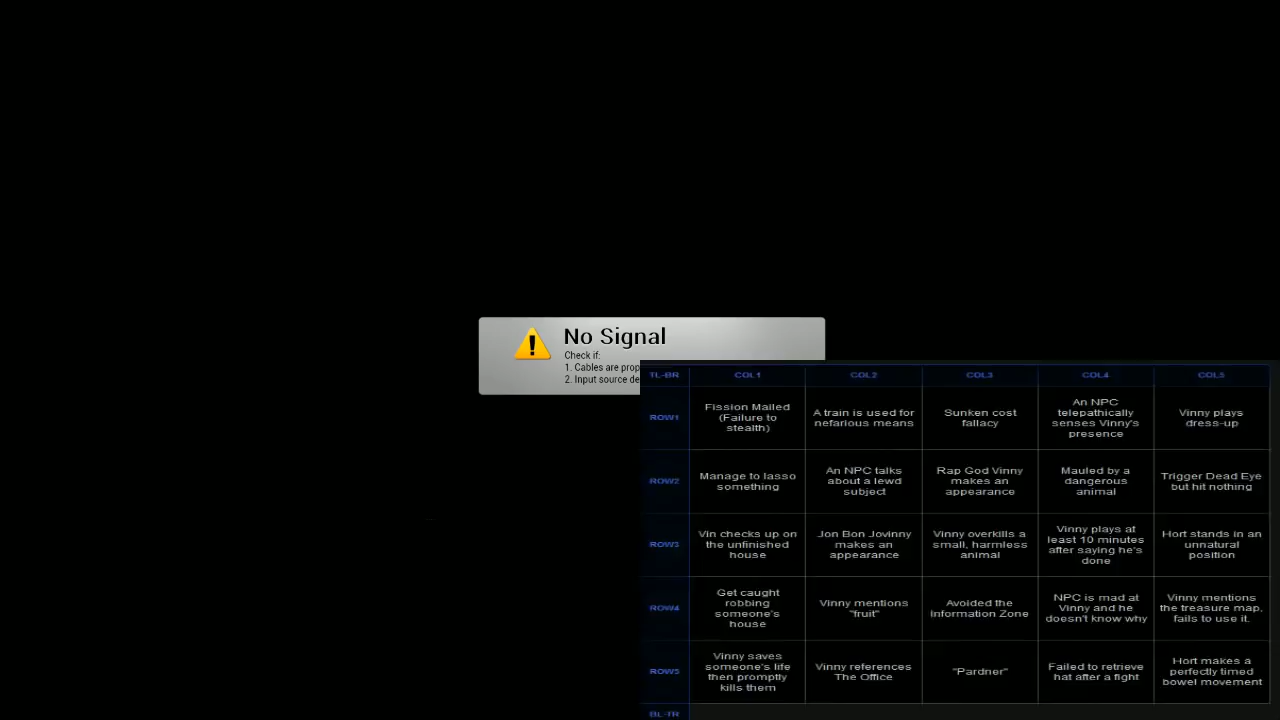 No Signal
Check if:
1. Cables are prop
2. Input source de
TL-BR COL1 COL2 COL3 COL4 COL5
ROW1
Fission Mailed
(Failure to
stealth)
A train is used for
nefarious means
Sunken cost
fallacy
An NPC
telepathically
senses Vinny's
presence
Vinny plays
dress-up
ROW2
Manage to lasso
something
An NPC talks
about a lewd
subject
Rap God Vinny
makes an
appearance
Mauled by a
dangerous
animal
Trigger Dead Eye
but hit nothing
ROW3
Vin checks up on
the unfinished
house
Jon Bon Jovinny
makes an
appearance
Vinny overkills a
small, harmless
animal
Vinny plays at
least 10 minutes
after saying he's
done
Hort stands in an
unnatural
position
ROW4
Get caught
robbing
someone's
house
Vinny mentions
"fruit"
Avoided the
Information Zone
NPC is mad at
Vinny and he
doesn't know why
Vinny mentions
the treasure map,
fails to use it.
ROW5
Vinny saves
someone's life
then promptly
kills them
Vinny references
The Office
"Pardner"
Failed to retrieve
hat after a fight
Hort makes a
perfectly timed
bowel movement
BL-TR